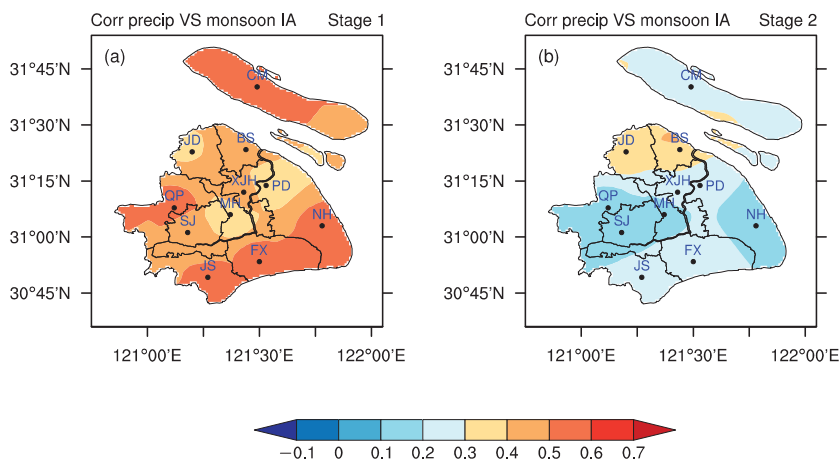 Corr precip VS monsoon IA Stage 1
(a)
31°45'N
31°30'N
31°15'N
31°00'N
30°45'N
CM
JD
BS
XJH
PD
QP
MH
SJ
NH
FX
JS
121°00'E 121°30'E 122°00'E
Corr precip VS monsoon IA Stage 2
(b)
31°45'N
31°30'N
31°15'N
31°00'N
30°45'N
CM
JD
BS
XJH
PD
QP
MH
SJ
NH
FX
JS
121°00'E 121°30'E 122°00'E
−0.1 0 0.1 0.2 0.3 0.4 0.5 0.6 0.7